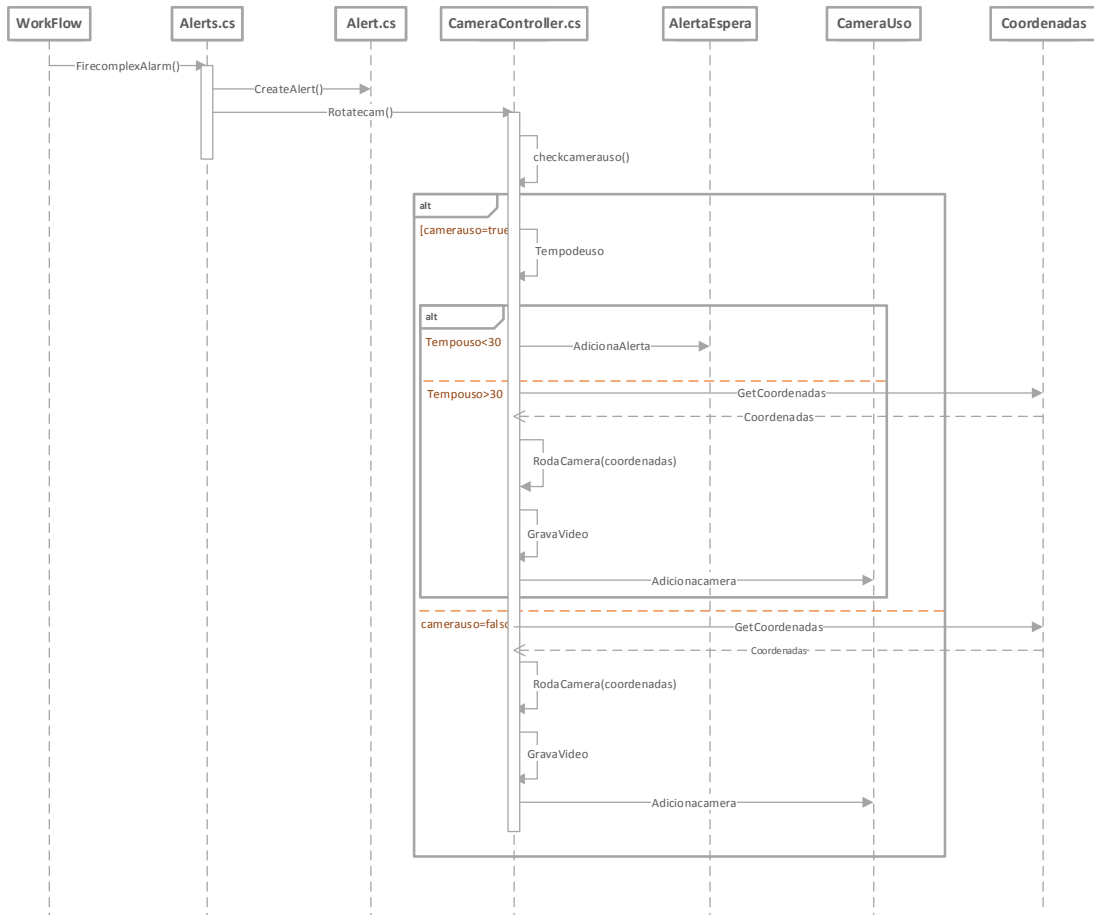 WorkFlow
Alerts.cs
Alert.cs
CameraController.cs
AlertaEspera
CameraUso
Coordenadas
FirecomplexAlarm()
CreateAlert()
Rotatecam()
checkcamerauso()
alt
[camerauso=true
Tempodeuso
alt
Tempouso<30
AdicionaAlerta
Tempouso>30
GetCoordenadas
Coordenadas
RodaCamera(coordenadas)
GravaVideo
Adicionacamera
camerauso=falso
GetCoordenadas
Coordenadas
RodaCamera(coordenadas)
GravaVideo
Adicionacamera